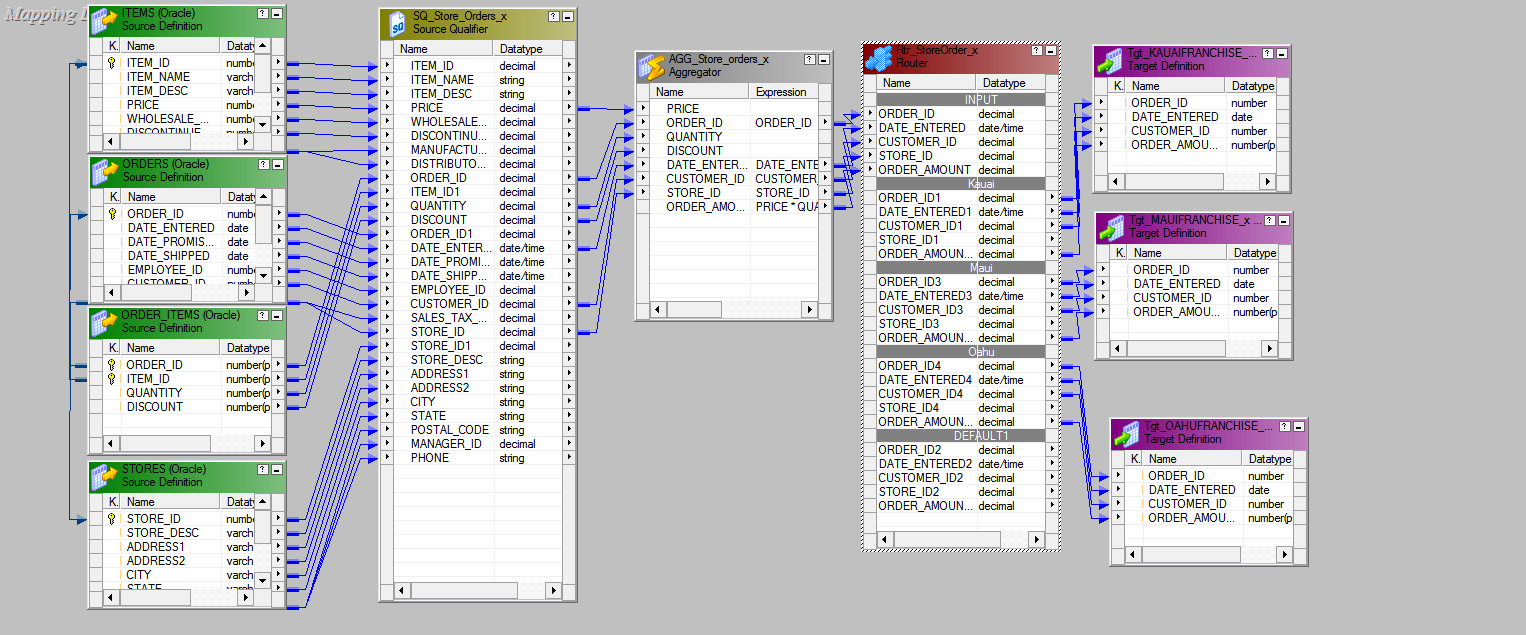 Mapping
ITEMS (Oracle)
Source Definition
K. Name Dataty
ITEM_ID numbe
ITEM_NAME varch
ITEM_DESC varch
PRICE numbe
WHOLESALE_... numbe
DISCONTINUE numbe
ORDERS (Oracle)
Source Definition
K. Name Dataty
ORDER_ID numbe
DATE_ENTERED date
DATE_PROMIS... date
DATE_SHIPPED date
EMPLOYEE_ID numbe
CUSTOMER_ID numbe
ORDER_ITEMS (Oracle)
Source Definition
K. Name Datatype
ORDER_ID number(p
ITEM_ID number(p
QUANTITY number(p
DISCOUNT number(p
STORES (Oracle)
Source Definition
K. Name Dataty
STORE_ID numbe
STORE_DESC varch
ADDRESS1 varch
ADDRESS2 varch
CITY varch
STATE varch
SQ_Store_Orders_x
Source Qualifier
Name Datatype
ITEM_ID decimal
ITEM_NAME string
ITEM_DESC string
PRICE decimal
WHOLESALE... decimal
DISCONTINU... decimal
MANUFACTU... decimal
DISTRIBUTO... decimal
ORDER_ID decimal
ITEM_ID1 decimal
QUANTITY decimal
DISCOUNT decimal
ORDER_ID1 decimal
DATE_ENTER... date/time
DATE_PROMI... date/time
DATE_SHIPP... date/time
EMPLOYEE_ID decimal
CUSTOMER_ID decimal
SALES_TAX_... decimal
STORE_ID decimal
STORE_ID1 decimal
STORE_DESC string
ADDRESS1 string
ADDRESS2 string
CITY string
STATE string
POSTAL_CODE string
MANAGER_ID decimal
PHONE string
AGG_Store_orders_x
Aggregator
Name Expression
PRICE
ORDER_ID ORDER_ID
QUANTITY
DISCOUNT
DATE_ENTER... DATE_ENTE
CUSTOMER_ID CUSTOMER
STORE_ID STORE_ID
ORDER_AMO... PRICE * QUA
Rtr_StoreOrder_x
Router
Name Datatype
INPUT
ORDER_ID decimal
DATE_ENTERED date/time
CUSTOMER_ID decimal
STORE_ID decimal
ORDER_AMOUNT decimal
Kauai
ORDER_ID1 decimal
DATE_ENTERED1 date/time
CUSTOMER_ID1 decimal
STORE_ID1 decimal
ORDER_AMOUN... decimal
Maui
ORDER_ID3 decimal
DATE_ENTERED3 date/time
CUSTOMER_ID3 decimal
STORE_ID3 decimal
ORDER_AMOUN... decimal
Oahu
ORDER_ID4 decimal
DATE_ENTERED4 date/time
CUSTOMER_ID4 decimal
STORE_ID4 decimal
ORDER_AMOUN... decimal
DEFAULT1
ORDER_ID2 decimal
DATE_ENTERED2 date/time
CUSTOMER_ID2 decimal
STORE_ID2 decimal
ORDER_AMOUN... decimal
Tgt_KAUAIFRANCHISE_...
Target Definition
K. Name Datatype
ORDER_ID number
DATE_ENTERED date
CUSTOMER_ID number
ORDER_AMOU... number(p
Tgt_MAUIFRANCHISE_x ...
Target Definition
K. Name Datatype
ORDER_ID number
DATE_ENTERED date
CUSTOMER_ID number
ORDER_AMOU... number(p
Tgt_OAHUFRANCHISE_...
Target Definition
K. Name Datatype
ORDER_ID number
DATE_ENTERED date
CUSTOMER_ID number
ORDER_AMOU... number(p